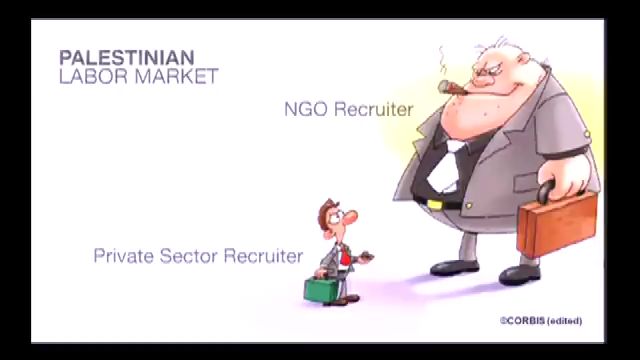 PALESTINIAN
LABOR MARKET
NGO Recruiter
Private Sector Recruiter
©CORBIS (edited)